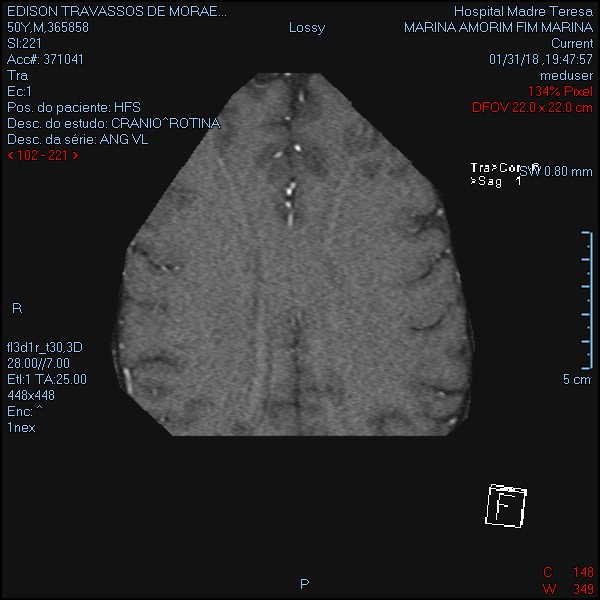 EDISON TRAVASSOS DE MORAE...
50Y,M,365858
Sl:221
Acc#: 371041
Tra
Ec:1
Pos. do paciente: HFS
Desc. do estudo: CRANIO^ROTINA
Desc. da série: ANG VL
< 102 - 221 >
Lossy
Hospital Madre Teresa
MARINA AMORIM FIM MARINA
Current
01/31/18 ,19:47:57
meduser
134% Pixel
DFOV 22.0 x 22.0 cm
Tra>Cor
SW 0.80 mm
>Sag 1
R
fl3d1r_t30,3D
28.00//7.00
Etl:1 TA:25.00
448x448
Enc: ^
1nex
5 cm
F
P
C 148
W 349